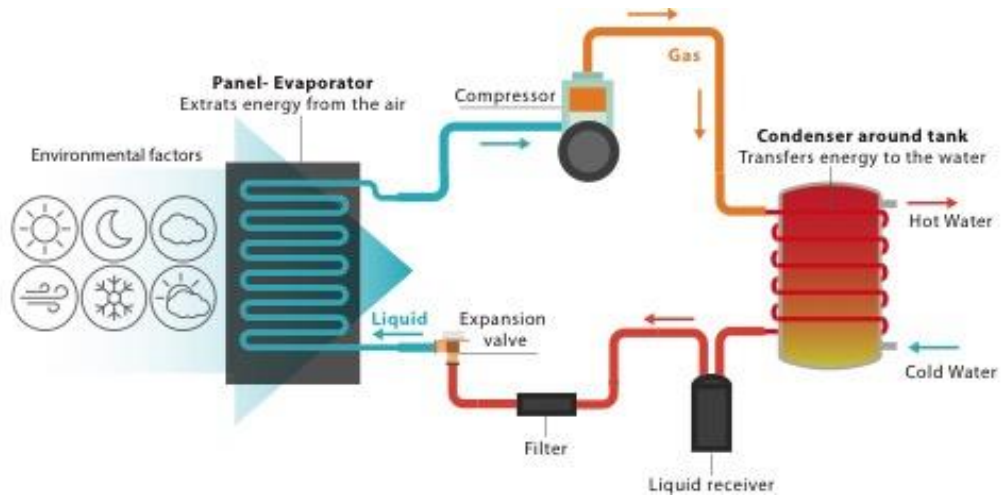 Panel- Evaporator
Extrats energy from the air
Environmental factors
Compressor
Gas
Condenser around tank
Transfers energy to the water
Hot Water
Liquid
Expansion
valve
Cold Water
Filter
Liquid receiver